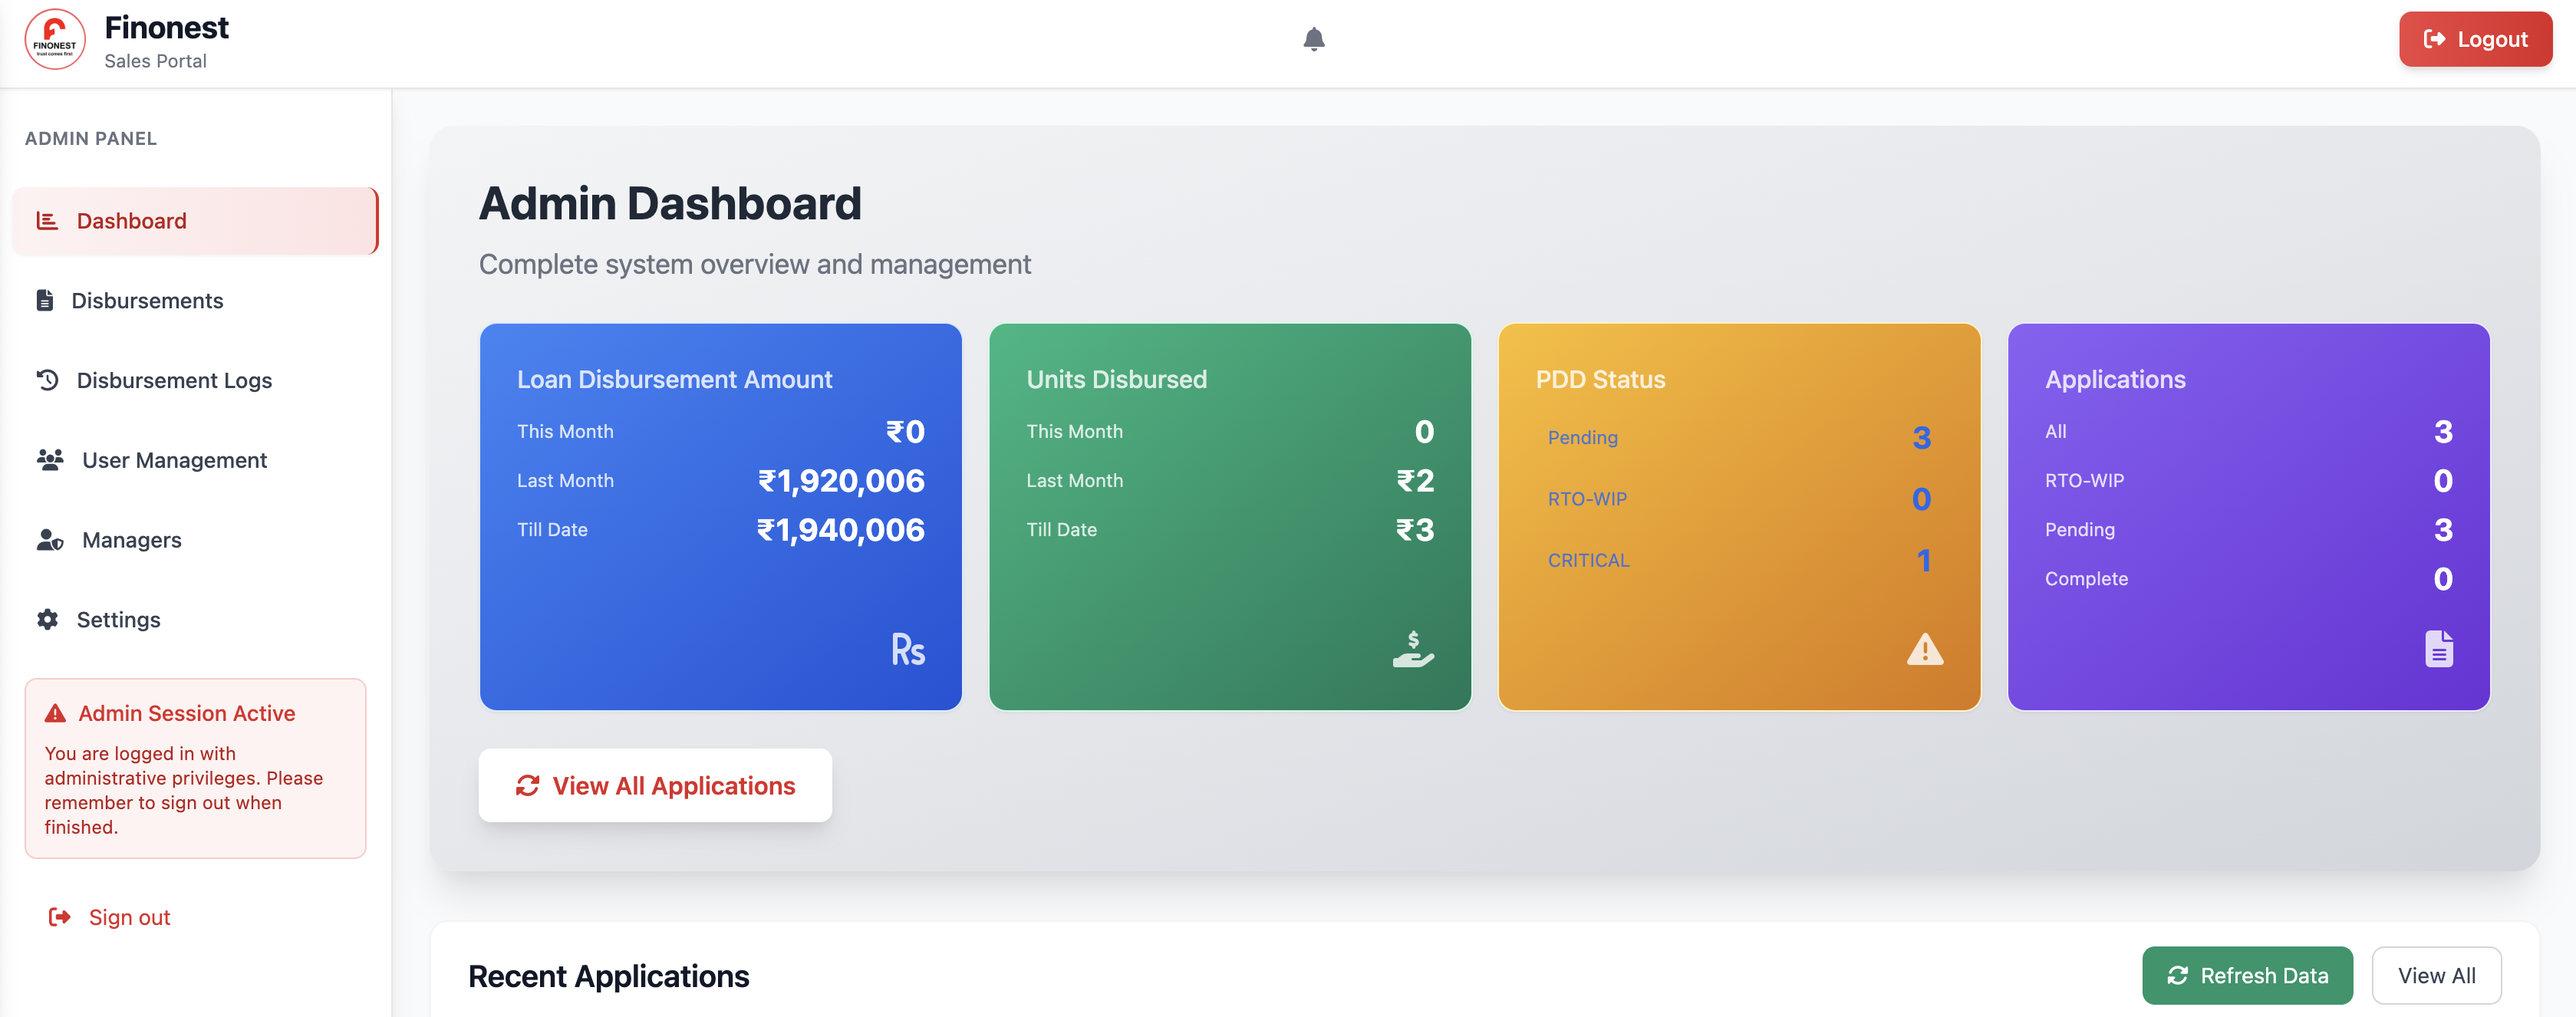 FINONEST
trust comes first
Finonest
Sales Portal
Logout
ADMIN PANEL
Dashboard
Disbursements
Disbursement Logs
User Management
Managers
Settings
Admin Session Active
You are logged in with
administrative privileges. Please
remember to sign out when
finished.
Sign out
Admin Dashboard
Complete system overview and management
Loan Disbursement Amount
This Month ₹0
Last Month ₹1,920,006
Till Date ₹1,940,006
Rs
Units Disbursed
This Month 0
Last Month ₹2
Till Date ₹3
$
PDD Status
Pending 3
RTO-WIP 0
CRITICAL 1
Applications
All 3
RTO-WIP 0
Pending 3
Complete 0
View All Applications
Recent Applications
Refresh Data
View All